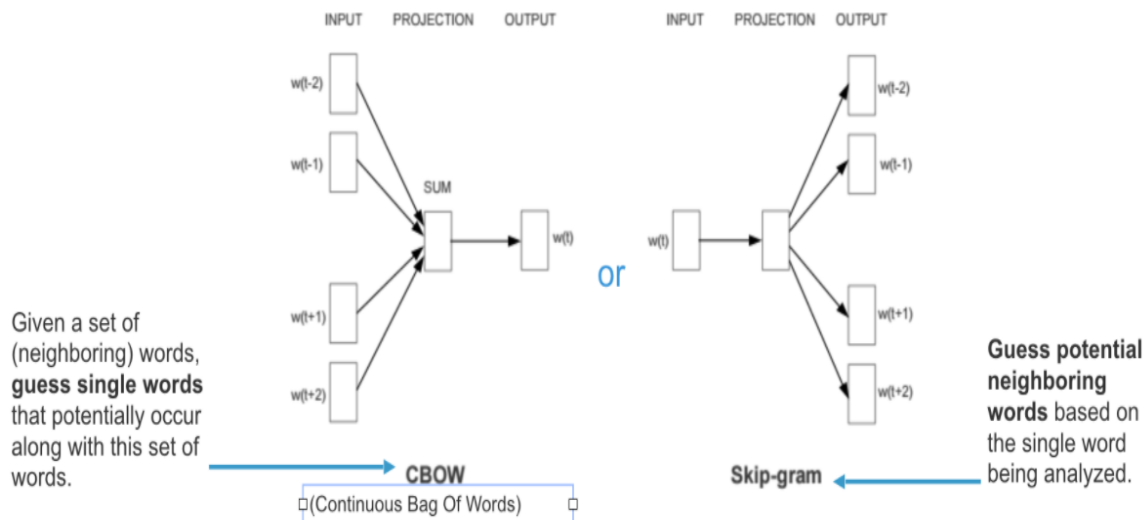 INPUT PROJECTION OUTPUT
w(t-2)
w(t-1)
SUM
w(t)
w(t+1)
w(t+2)
Given a set of
(neighboring) words,
guess single words
that potentially occur
along with this set of
words.
CBOW
(Continuous Bag Of Words)
or
INPUT PROJECTION OUTPUT
w(t-2)
w(t-1)
w(t)
w(t+1)
w(t+2)
Skip-gram
Guess potential
neighboring
words based on
the single word
being analyzed.